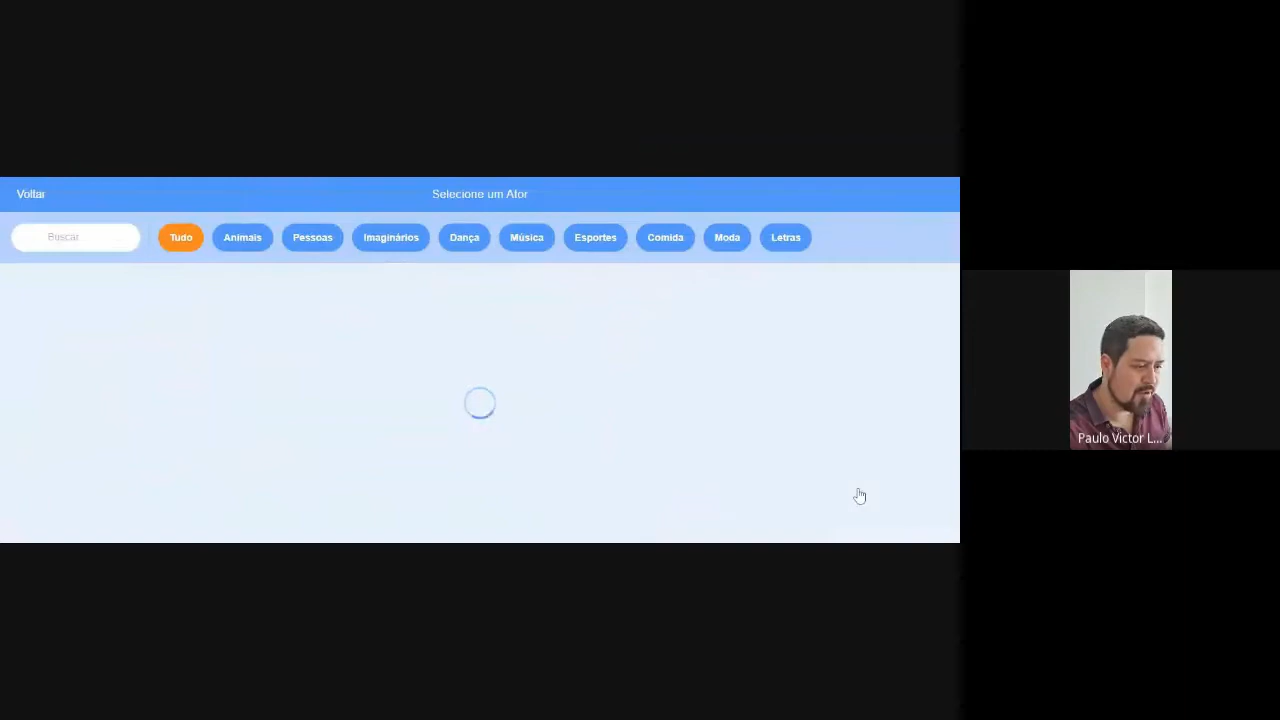 Voltar
Selecione um Ator
Buscar
Tudo
Animais
Pessoas
Imaginários
Dança
Música
Esportes
Comida
Moda
Letras
Paulo Victor L...